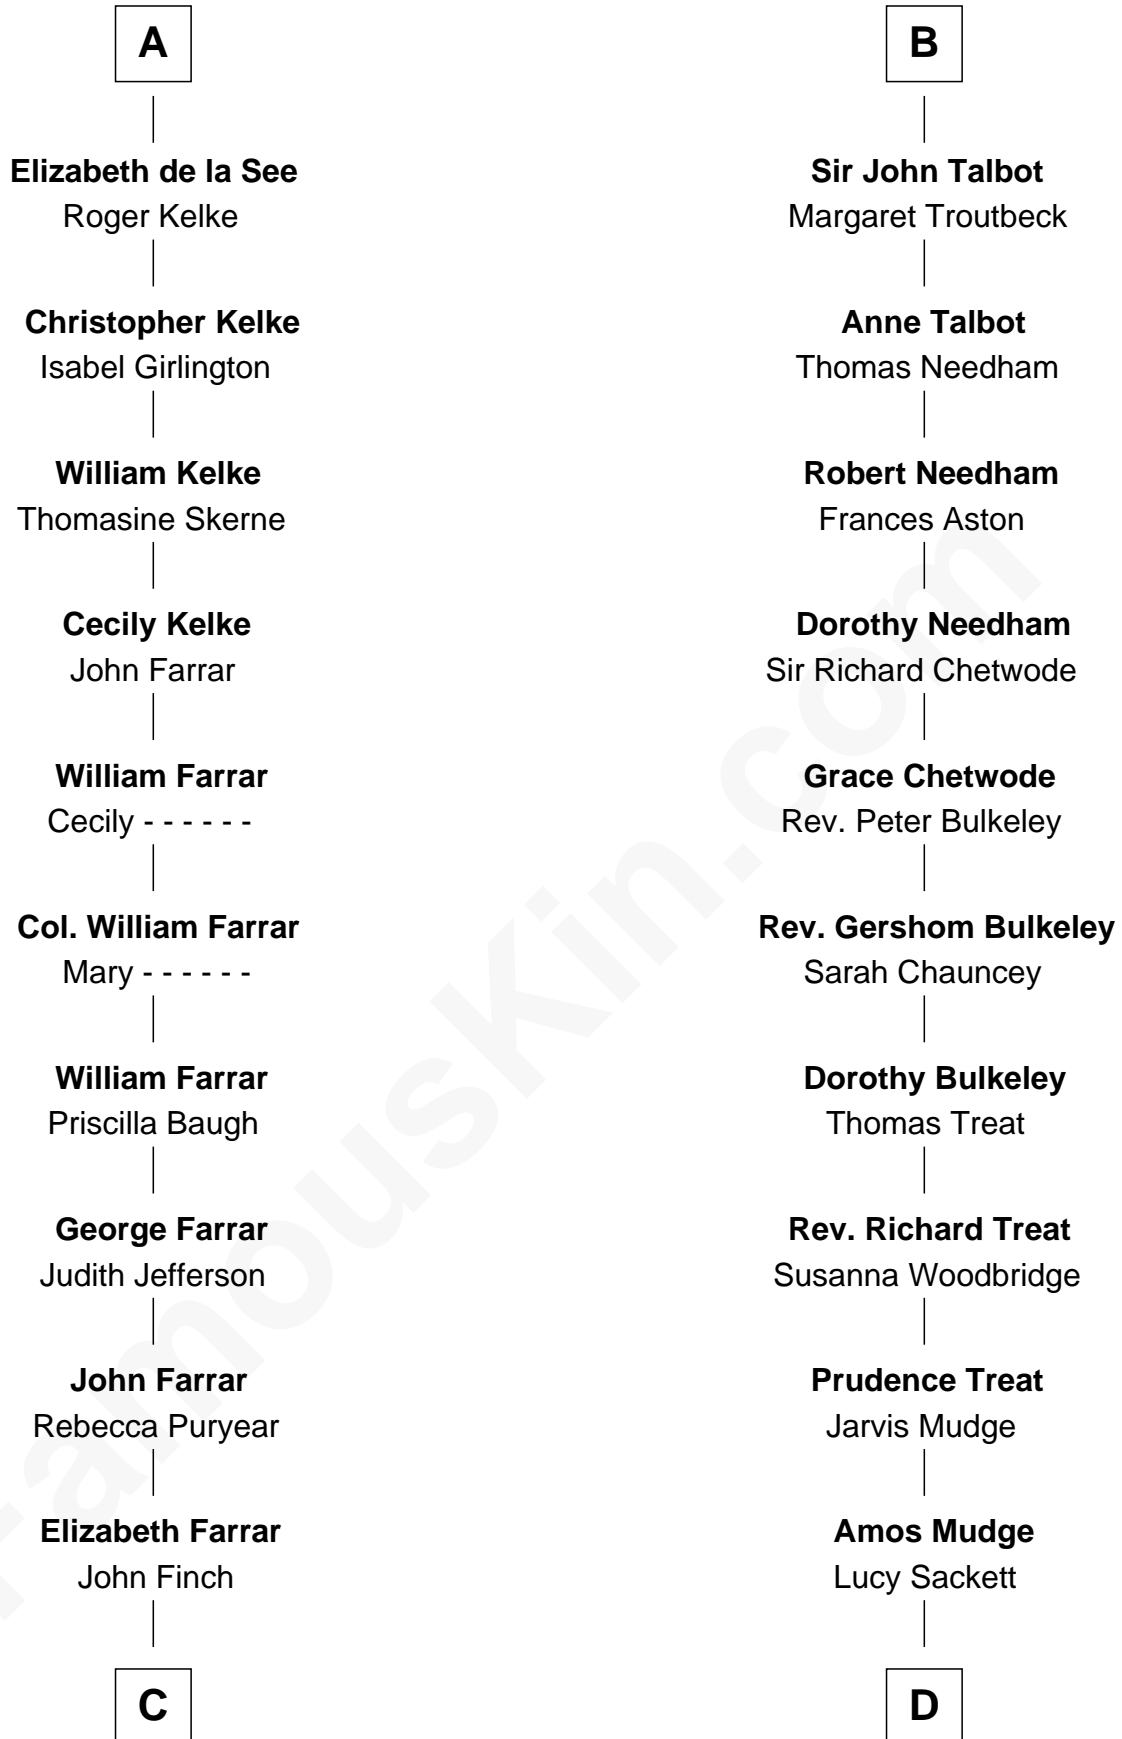 A
Elizabeth de la See
Roger Kelke
Christopher Kelke
Isabel Girlington
William Kelke
Thomasine Skerne
Cecily Kelke
John Farrar
William Farrar
Cecily - - - - - -
Col. William Farrar
Mary - - - - - -
William Farrar
Priscilla Baugh
George Farrar
Judith Jefferson
John Farrar
Rebecca Puryear
Elizabeth Farrar
John Finch
C
B
Sir John Talbot
Margaret Troutbeck
Anne Talbot
Thomas Needham
Robert Needham
Frances Aston
Dorothy Needham
Sir Richard Chetwode
Grace Chetwode
Rev. Peter Bulkeley
Rev. Gershom Bulkeley
Sarah Chauncey
Dorothy Bulkeley
Thomas Treat
Rev. Richard Treat
Susanna Woodbridge
Prudence Treat
Jarvis Mudge
Amos Mudge
Lucy Sackett
D
FamousKin.com